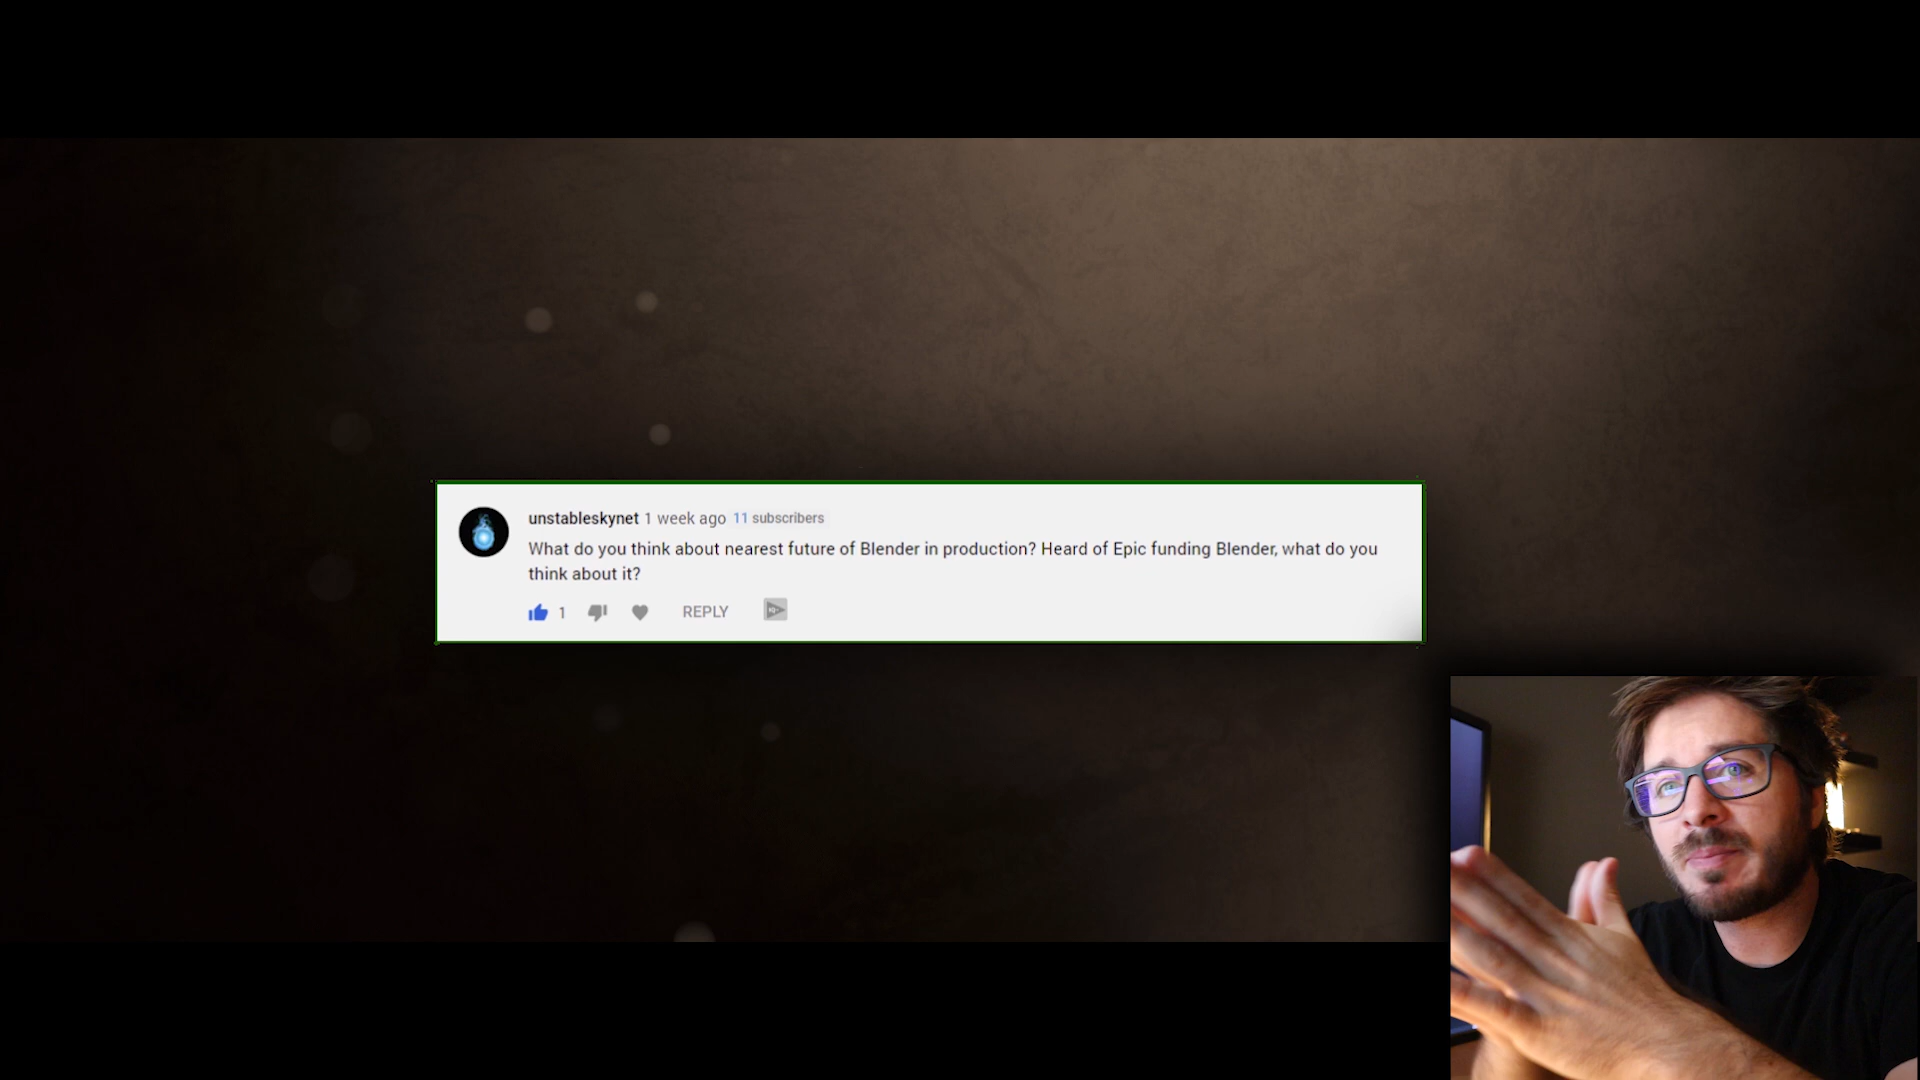 unstableskynet 1 week ago 11 subscribers
What do you think about nearest future of Blender in production? Heard of Epic funding Blender, what do you
think about it?
1 REPLY